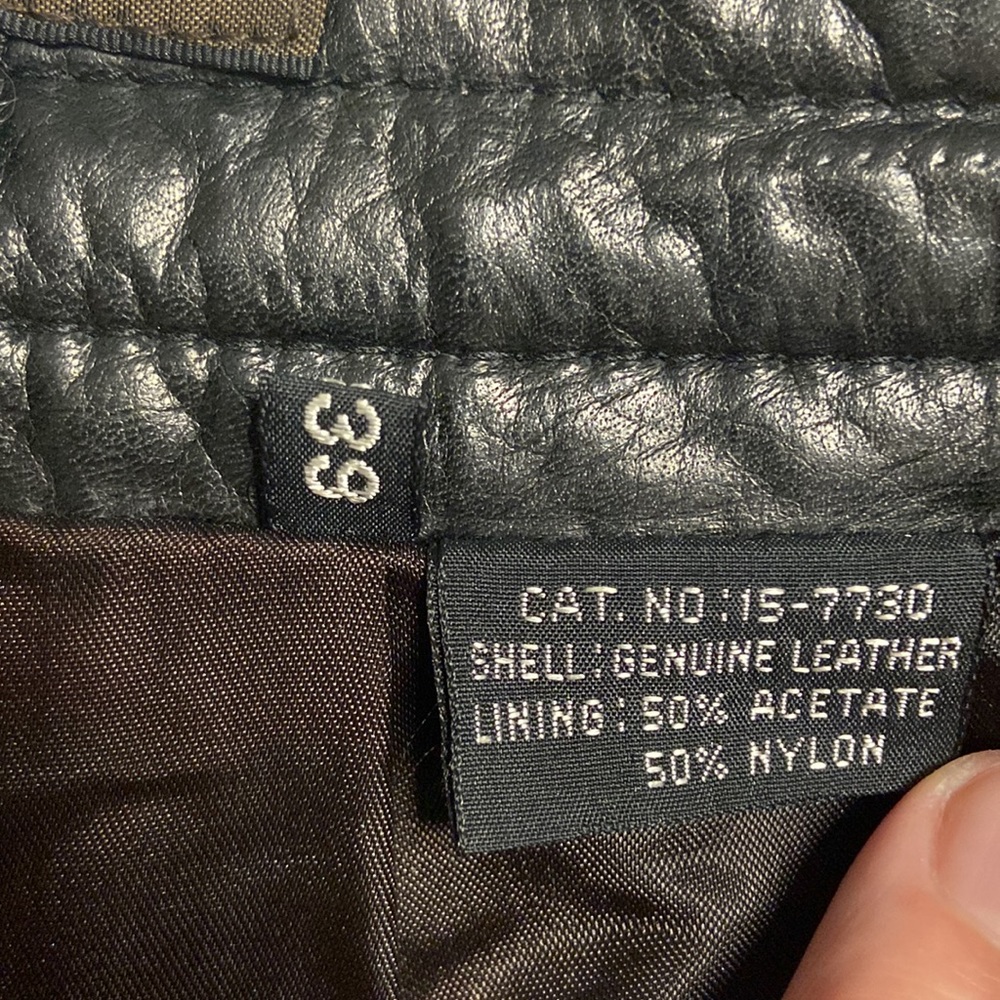 39
CAT. NO:15-7730
SHELL:GENUINE LEATHER
LINING:50% ACETATE
50% NYLON